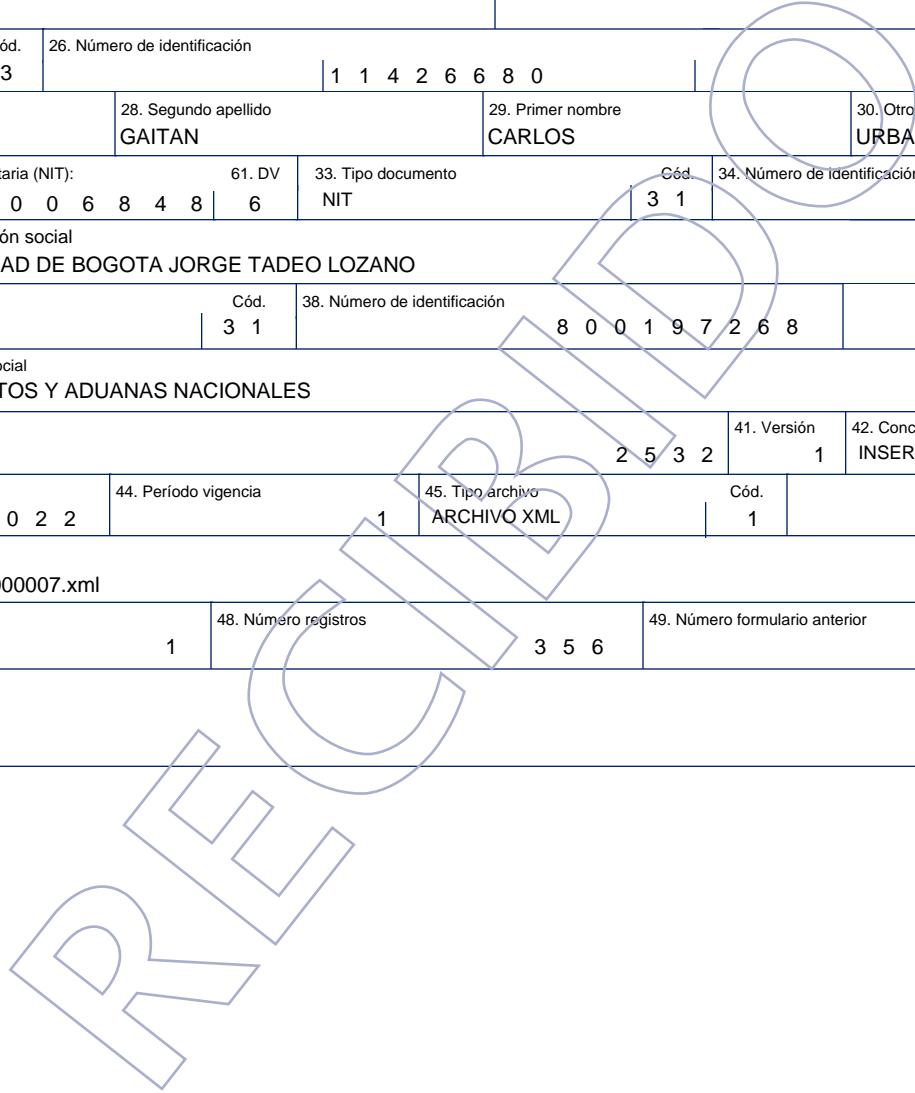 ód. 26. Número de identificación
3 1 1 4 2 6 6 8 0
28. Segundo apellido 29. Primer nombre 30. Otro
GAITAN CARLOS URBA
taria (NIT): 61. DV 33. Tipo documento Cód. 34. Número de identificación
0 0 6 8 4 8 6 NIT 3 1
ón social
AD DE BOGOTA JORGE TADEO LOZANO
Cód. 38. Número de identificación
3 1 8 0 0 1 9 7 2 6 8
ocial
TOS Y ADUANAS NACIONALES
41. Versión 42. Conc
2 5 3 2 1 INSER
44. Período vigencia 45. Tipo archivo Cód.
0 2 2 1 ARCHIVO XML 1
000007.xml
48. Número registros 49. Número formulario anterior
1 3 5 6
RECIBIDO